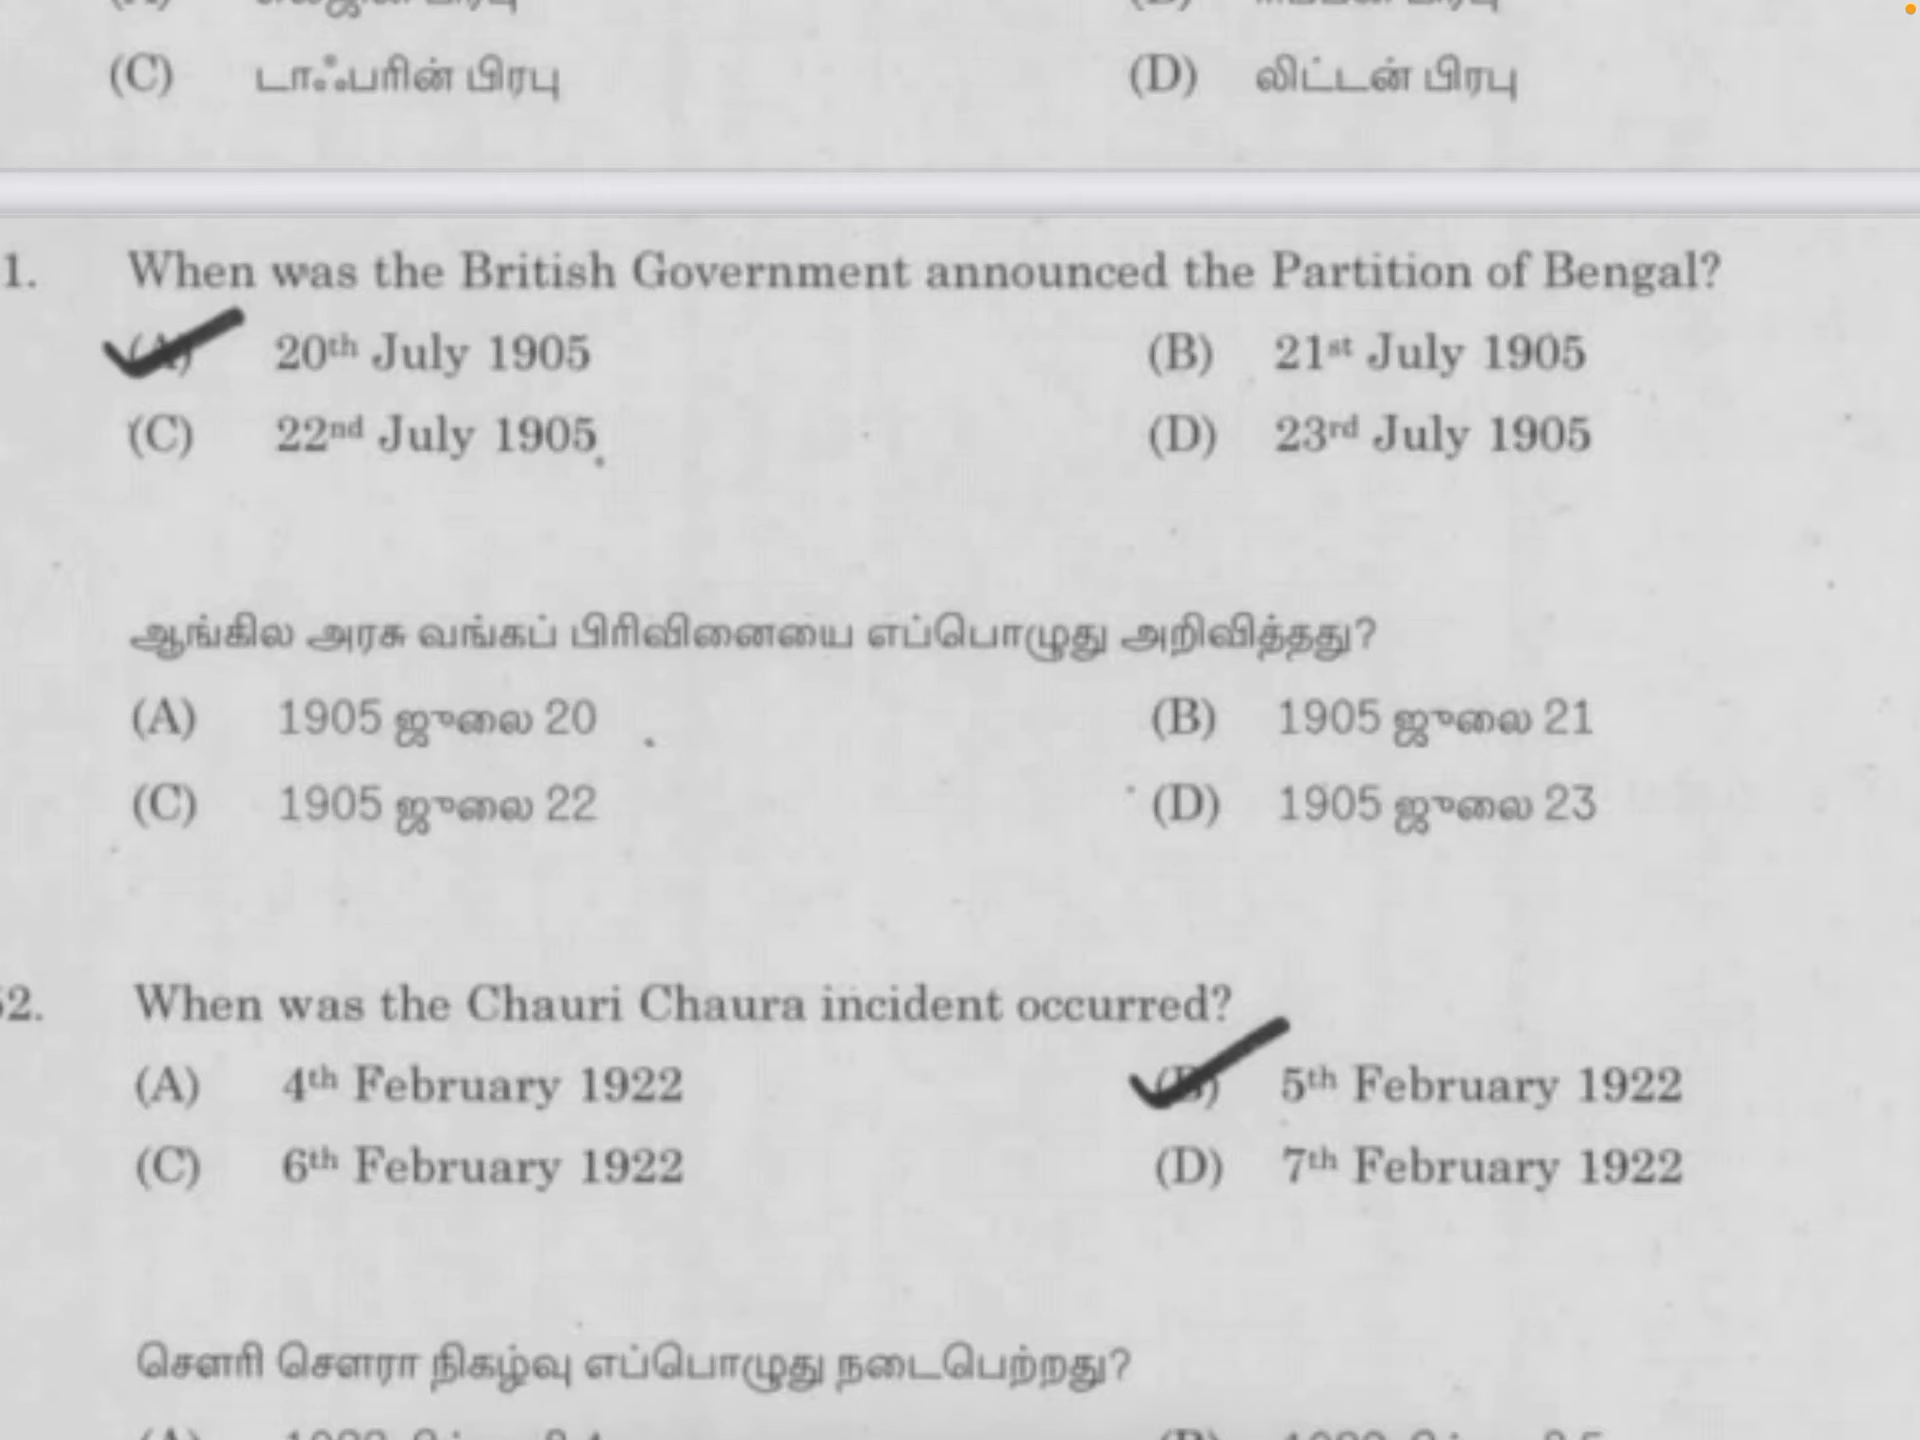 (C) டாஃபரின் பிரபு (D) லிட்டன் பிரபு
1. When was the British Government announced the Partition of Bengal?
(A) 20th July 1905 (B) 21st July 1905
(C) 22nd July 1905 (D) 23rd July 1905
ஆங்கில அரசு வங்கப் பிரிவினையை எப்பொழுது அறிவித்தது?
(A) 1905 ஜுலை 20 (B) 1905 ஜுலை 21
(C) 1905 ஜுலை 22 (D) 1905 ஜுலை 23
52. When was the Chauri Chaura incident occurred?
(A) 4th February 1922 (B) 5th February 1922
(C) 6th February 1922 (D) 7th February 1922
சௌரி சௌரா நிகழ்வு எப்பொழுது நடைபெற்றது?